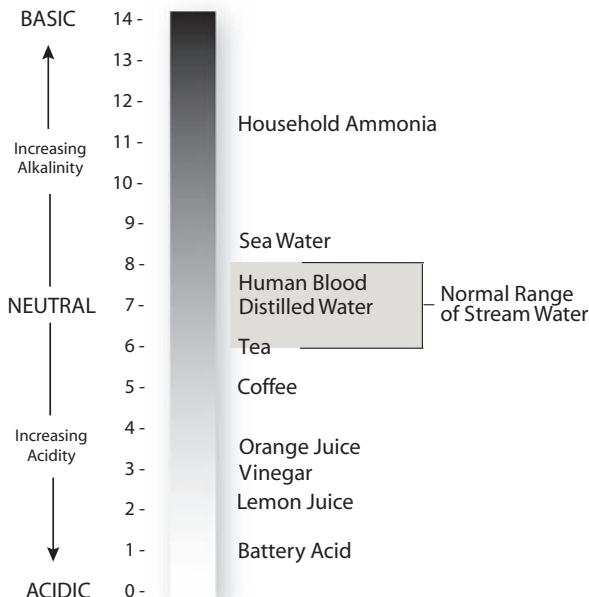 BASIC
14 -
13 -
12 -
Household Ammonia
11 -
Increasing
Alkalinity
10 -
9 -
Sea Water
8 -
Human Blood
Distilled Water
NEUTRAL
7 -
Normal Range
of Stream Water
6 -
Tea
5 -
Coffee
4 -
Increasing
Acidity
Orange Juice
3 -
Vinegar
Lemon Juice
2 -
1 -
Battery Acid
ACIDIC
0 -